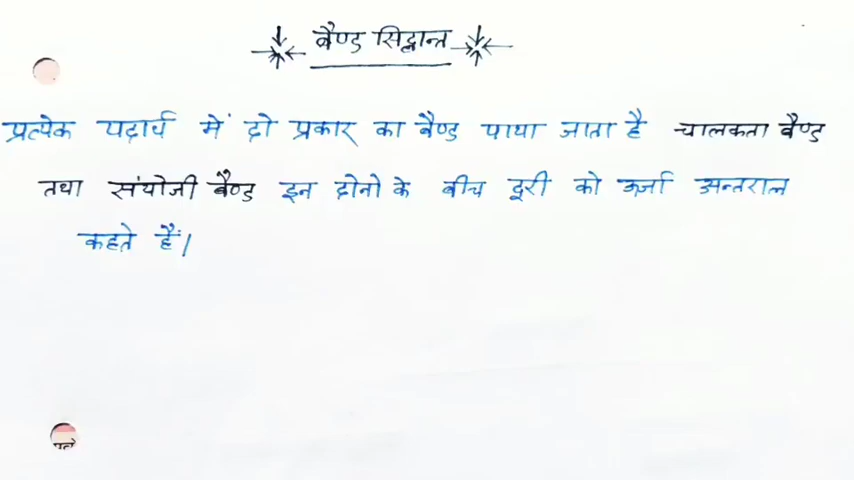 बैण्ड सिद्धान्त
प्रत्येक पदार्थ में दो प्रकार का बैण्ड पाया जाता है चालकता बैण्ड
तथा संयोजी बैण्ड इन दोनो के बीच दूरी को ऊर्जा अन्तराल
कहते हैं।